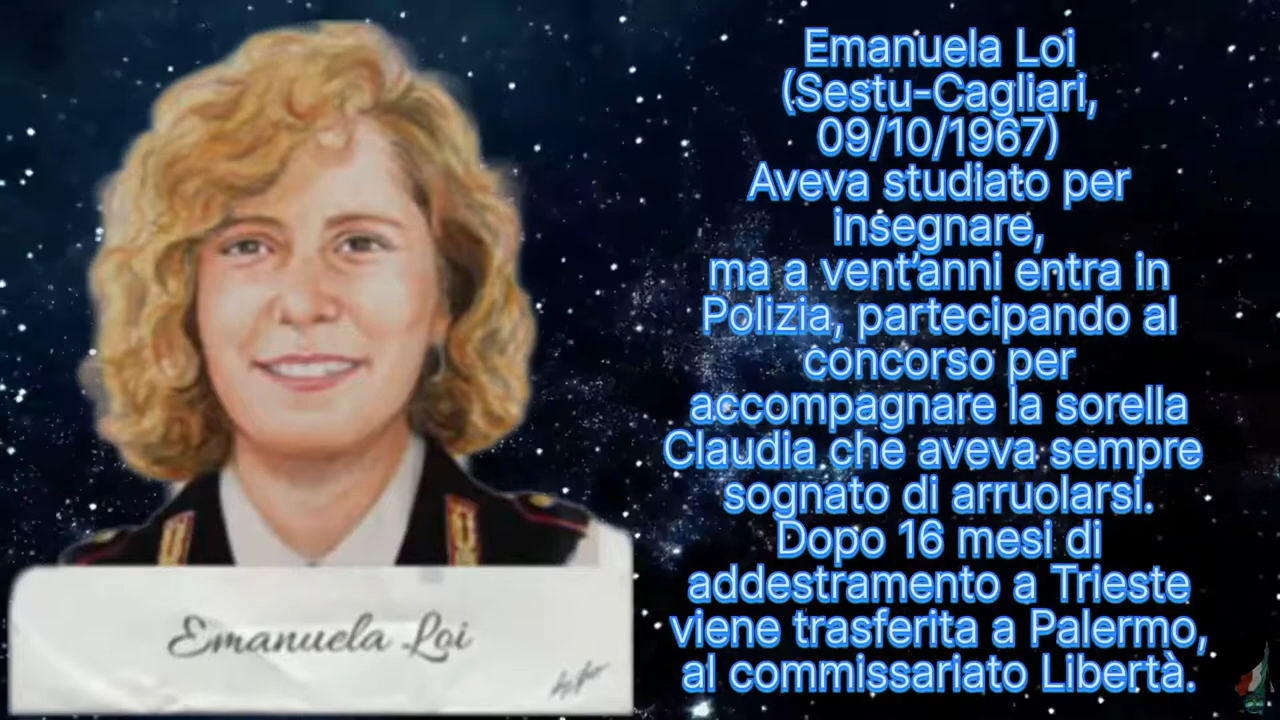 Emanuela Loi
(Sestu-Cagliari,
09/10/1967)
Aveva studiato per
insegnare,
ma a vent'anni entra in
Polizia, partecipando al
concorso per
accompagnare la sorella
Claudia che aveva sempre
sognato di arruolarsi.
Dopo 16 mesi di
addestramento a Trieste
viene trasferita a Palermo,
al commissariato Libertà.
Emanuela Loi